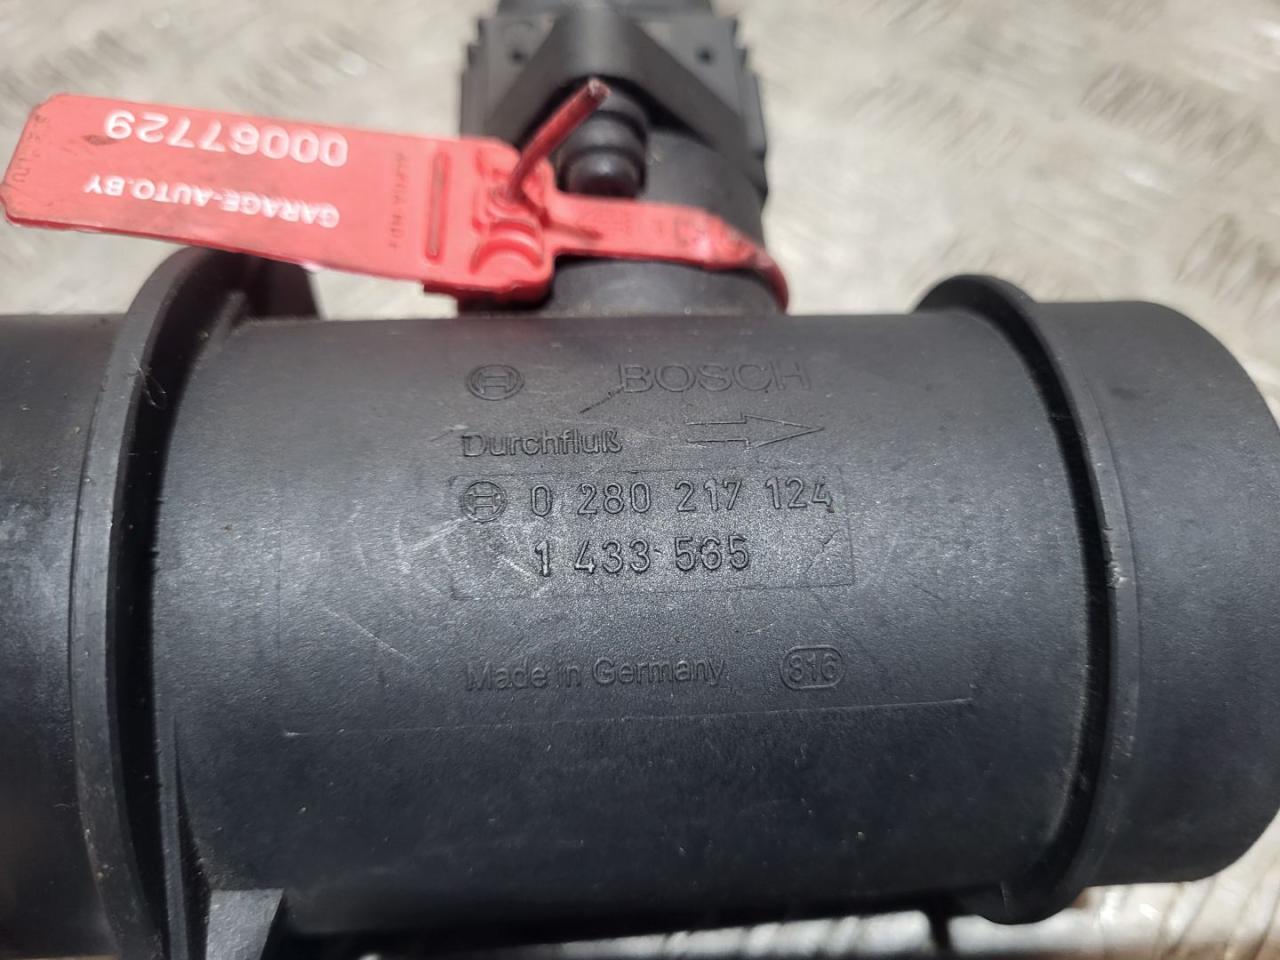 00067729
GARAGE-AUTO.BY
BOSCH
Durchfluß
0 280 217 124
1 433 565
Made in Germany
816